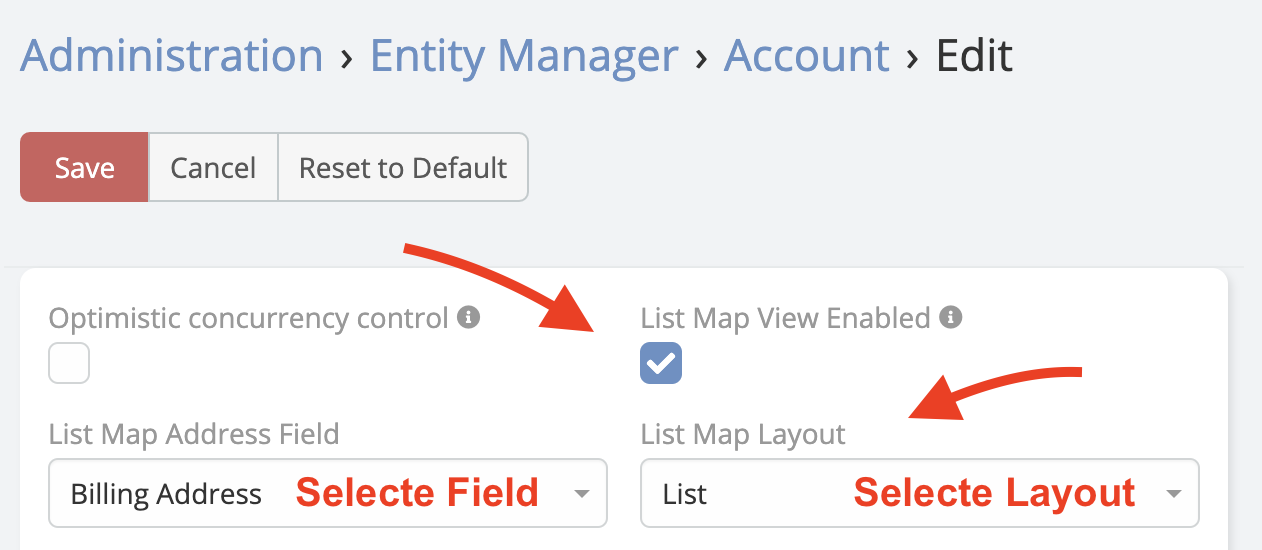 Administration › Entity Manager › Account › Edit
Save Cancel Reset to Default
Optimistic concurrency control List Map View Enabled
List Map Address Field List Map Layout
Billing Address Selecte Field List Selecte Layout